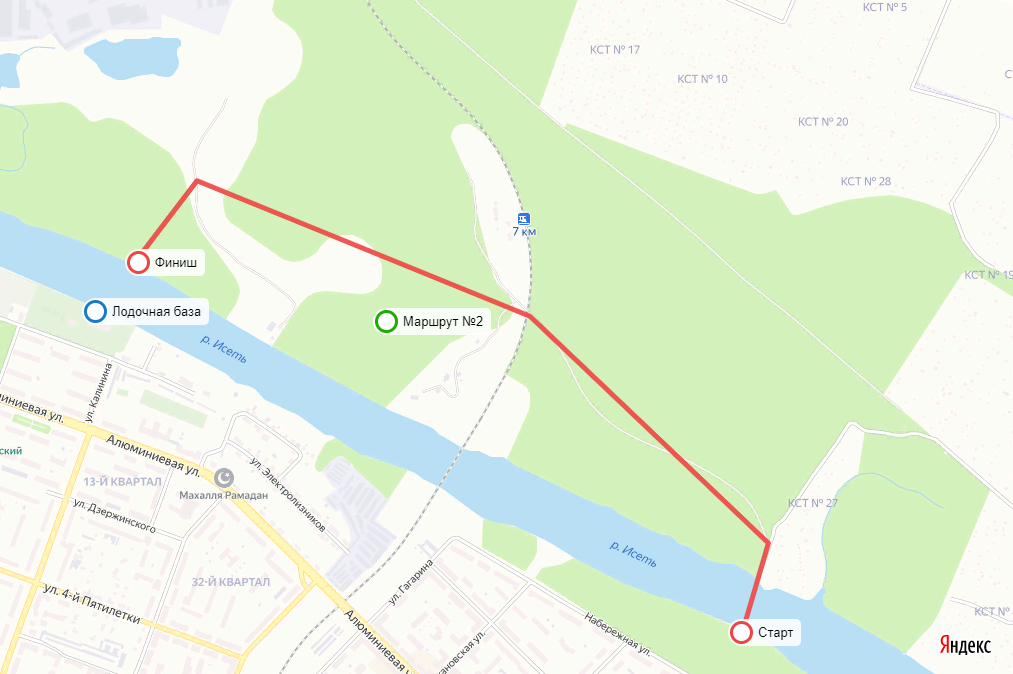 КСТ № 5
КСТ № 17
КСТ № 10
КСТ № 20
КСТ № 28
7 км
КСТ № 19
Финиш
Лодочная база
Маршрут №2
р. Исеть
ул. Калинина
Алюминиевая ул.
13-Й КВАРТАЛ
Махалля Рамадан
ул. Электролизников
ул. Дзержинского
КСТ № 27
р. Исеть
32-Й КВАРТАЛ
ул. Гагарина
ул. 4-й Пятилетки
Набережная ул.
Алюминиевая
КСТ №
Старт
Яндекс